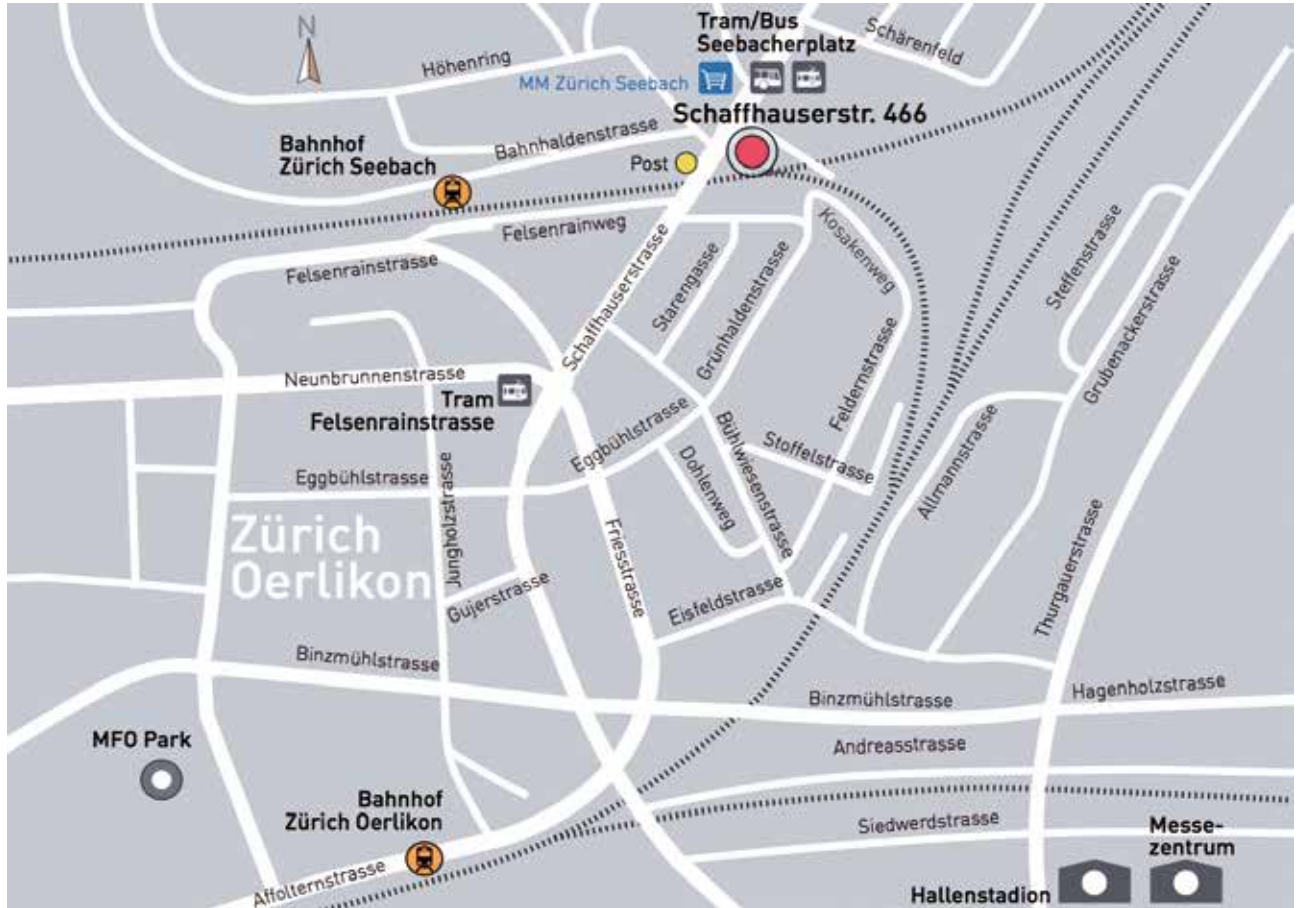 N
Höhenring
Tram/Bus
Seebacherplatz
Schärenfeld
MM Zürich Seebach
Schaffhauserstr. 466
Bahnhof
Zürich Seebach
Bahnhaldenstrasse
Post
Felsenrainweg
Kosakenweg
Felsenrainstrasse
Schaffhauserstrasse
Starengasse
Grünhaldenstrasse
Steffenstrasse
Grubenackerstrasse
Neunbrunnenstrasse
Tram
Felsenrainstrasse
Feldernstrasse
Eggbühlstrasse
Eggbühlstrasse
Bühlwiesenstrasse
Stoffelstrasse
Dohlenweg
Allmannstrasse
Jungholzstrasse
Zürich
Oerlikon
Friesstrasse
Gujerstrasse
Eisfeldstrasse
Thurgauerstrasse
Binzmühlstrasse
Binzmühlstrasse
Hagenholzstrasse
MFO Park
Andreasstrasse
Bahnhof
Zürich Oerlikon
Siedwerdstrasse
Messe-
zentrum
Affolternstrasse
Hallenstadion